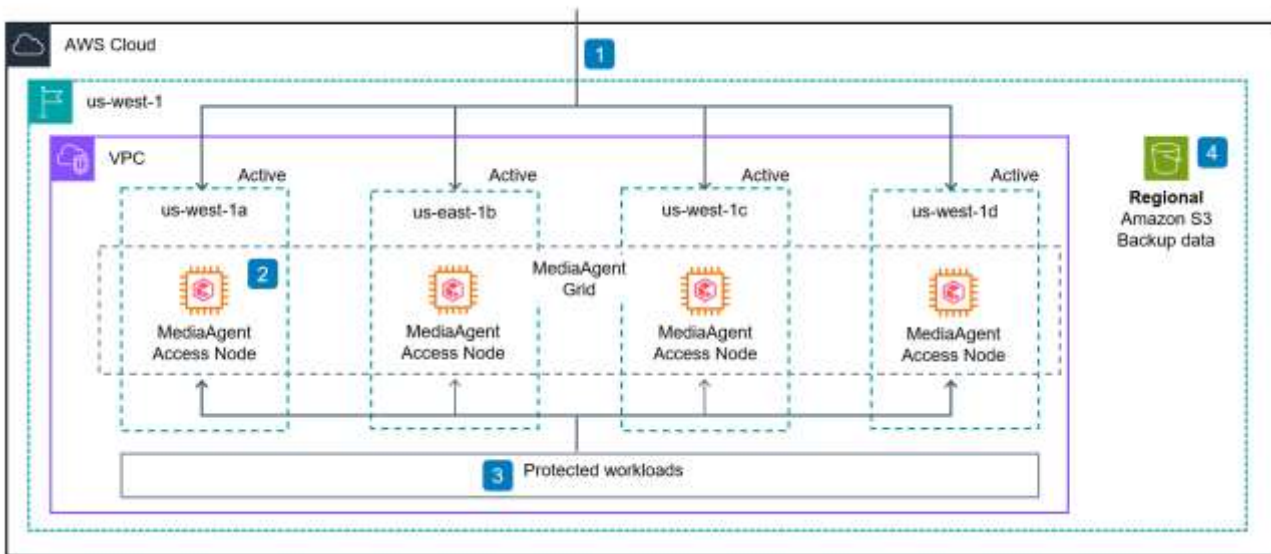 AWS Cloud
1
us-west-1
VPC
4
Active
Active
Active
Active
Regional
Amazon S3
Backup data
us-west-1a
us-east-1b
us-west-1c
us-west-1d
2
MediaAgent
Grid
MediaAgent
Access Node
MediaAgent
Access Node
MediaAgent
Access Node
MediaAgent
Access Node
3
Protected workloads